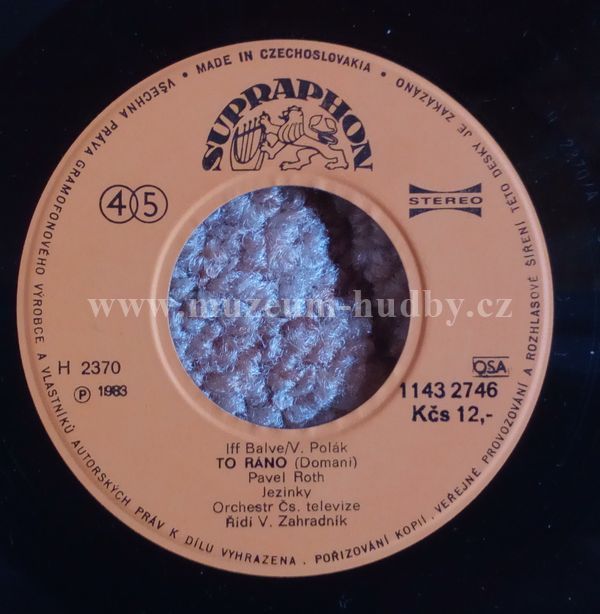 VŠECHNA PRÁVA GRAMOFONOVÉHO VÝROBCE A VLASTNÍKŮ AUTORSKÝCH PRÁV K DÍLU VYHRAZENA. POŘIZOVÁNÍ KOPIÍ, VEŘEJNÉ PROVOZOVÁNÍ A ROZHLASOVÉ ŠÍŘENÍ TÉTO DESKY JE ZAKÁZÁNO
• MADE IN CZECHOSLOVAKIA •
SUPRAPHON
45
STEREO
www.muzeum-hudby.cz
H 2370
Ⓟ 1983
OSA
1143 2746
Kčs 12,-
Iff Balve/V. Polák
TO RÁNO (Domani)
Pavel Roth
Jezinky
Orchestr Čs. televize
Řídí V. Zahradník